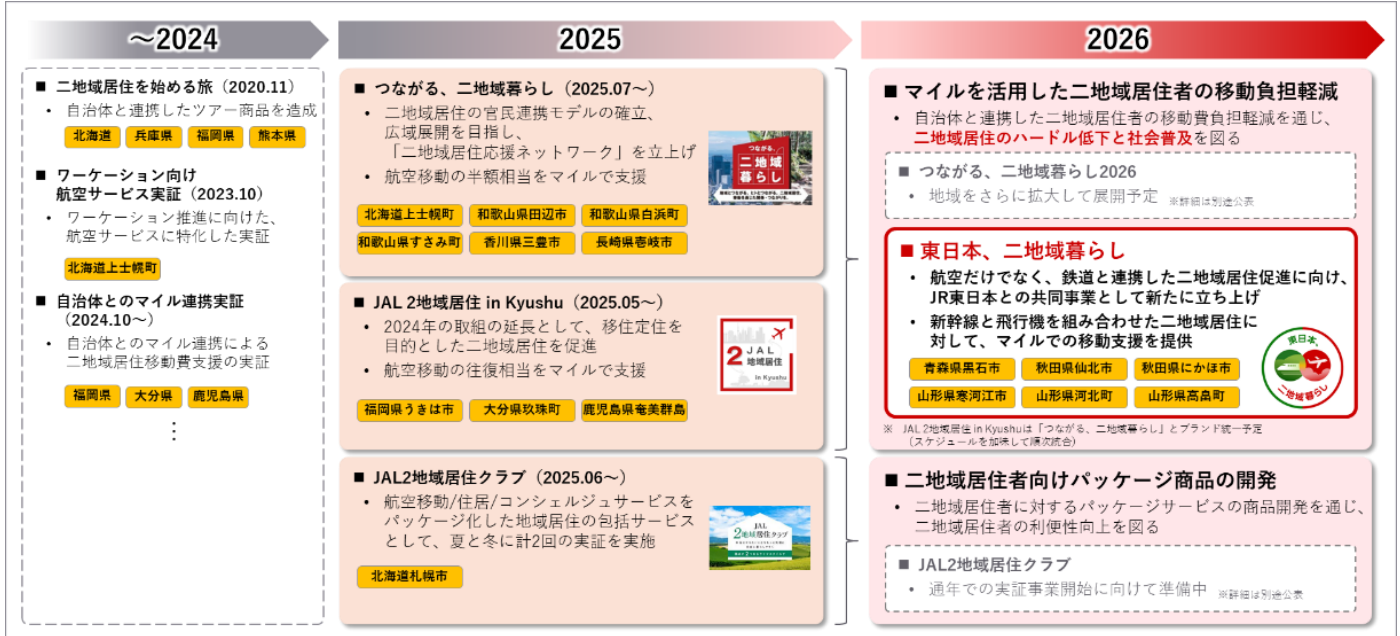 ～2024
■ 二地域居住を始める旅（2020.11）
• 自治体と連携したツアー商品を造成
北海道 兵庫県 福岡県 熊本県
■ ワーケーション向け
航空サービス実証（2023.10）
• ワーケーション推進に向けた、
航空サービスに特化した実証
北海道上士幌町
■ 自治体とのマイル連携実証
（2024.10～）
• 自治体とのマイル連携による
二地域居住移動費支援の実証
福岡県 大分県 鹿児島県
⋮
2025
■ つながる、二地域暮らし（2025.07～）
• 二地域居住の官民連携モデルの確立、
広域展開を目指し、
「二地域居住応援ネットワーク」を立上げ
• 航空移動の半額相当をマイルで支援
つながる、
二地域
暮らし
北海道上士幌町 和歌山県田辺市 和歌山県白浜町
和歌山県すさみ町 香川県三豊市 長崎県壱岐市
■ JAL 2地域居住 in Kyushu（2025.05～）
• 2024年の取組の延長として、移住定住を
目的とした二地域居住を促進
• 航空移動の往復相当をマイルで支援
2 JAL
地域居住
in Kyushu
福岡県うきは市 大分県玖珠町 鹿児島県奄美群島
■ JAL2地域居住クラブ（2025.06～）
• 航空移動/住居/コンシェルジュサービスを
パッケージ化した地域居住の包括サービス
として、夏と冬に計2回の実証を実施
JAL
2地域居住クラブ
北海道札幌市
2026
■ マイルを活用した二地域居住者の移動負担軽減
• 自治体と連携した二地域居住者の移動費負担軽減を通じ、
二地域居住のハードル低下と社会普及を図る
■ つながる、二地域暮らし2026
• 地域をさらに拡大して展開予定 ※詳細は別途公表
■ 東日本、二地域暮らし
• 航空だけでなく、鉄道と連携した二地域居住促進に向け、
JR東日本との共同事業として新たに立ち上げ
• 新幹線と飛行機を組み合わせた二地域居住に
対して、マイルでの移動支援を提供
青森県黒石市 秋田県仙北市 秋田県にかほ市
山形県寒河江市 山形県河北町 山形県高畠町
東日本、
二地域暮らし
※ JAL 2地域居住 in Kyushuは「つながる、二地域暮らし」とブランド統一予定
（スケジュールを加味して順次統合）
■ 二地域居住者向けパッケージ商品の開発
• 二地域居住者に対するパッケージサービスの商品開発を通じ、
二地域居住者の利便性向上を図る
■ JAL2地域居住クラブ
• 通年での実証事業開始に向けて準備中 ※詳細は別途公表